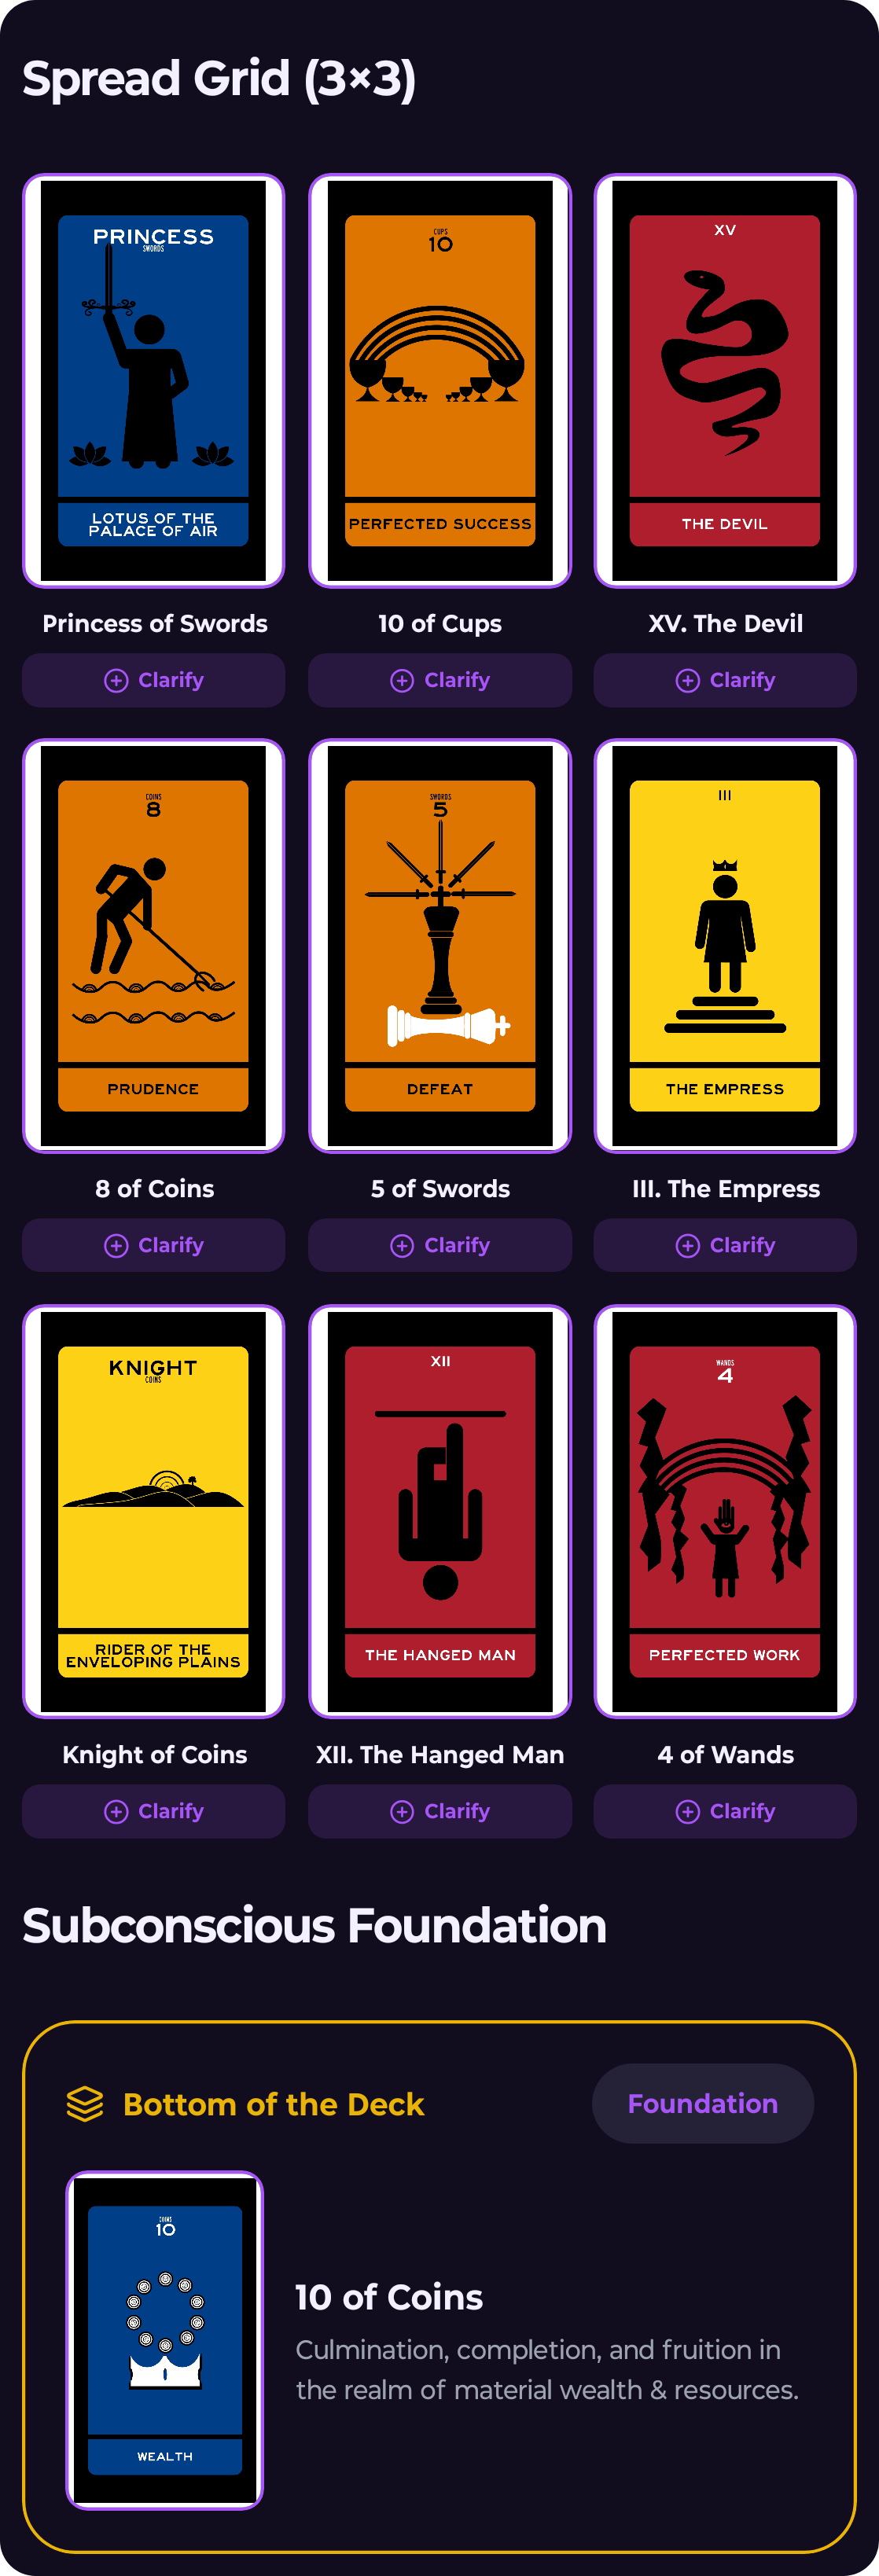 Spread Grid (3×3)
PRINCESS
SWORDS
LOTUS OF THE
PALACE OF AIR
CUPS
10
PERFECTED SUCCESS
XV
THE DEVIL
Princess of Swords
10 of Cups
XV. The Devil
Clarify
Clarify
Clarify
COINS
8
PRUDENCE
SWORDS
5
DEFEAT
III
THE EMPRESS
8 of Coins
5 of Swords
III. The Empress
Clarify
Clarify
Clarify
KNIGHT
COINS
RIDER OF THE
ENVELOPING PLAINS
XII
THE HANGED MAN
WANDS
4
PERFECTED WORK
Knight of Coins
XII. The Hanged Man
4 of Wands
Clarify
Clarify
Clarify
Subconscious Foundation
Bottom of the Deck
Foundation
COINS
10
WEALTH
10 of Coins
Culmination, completion, and fruition in
the realm of material wealth & resources.